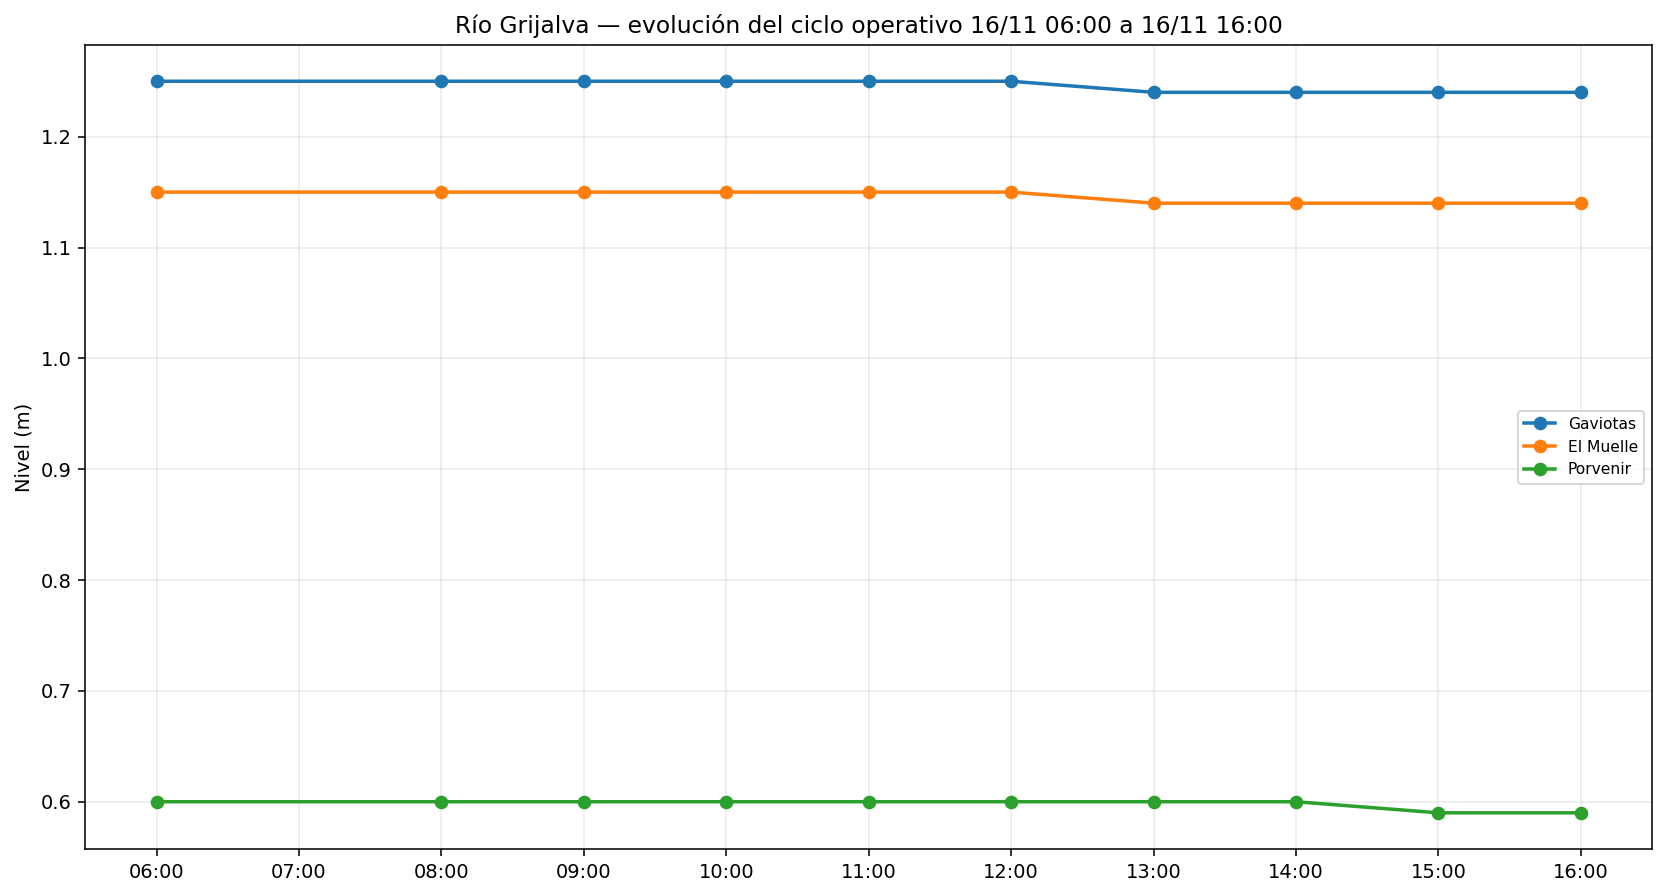 Río Grijalva — evolución del ciclo operativo 16/11 06:00 a 16/11 16:00
Nivel (m)
1.2
1.1
1.0
0.9
0.8
0.7
0.6
Gaviotas
El Muelle
Porvenir
06:00 07:00 08:00 09:00 10:00 11:00 12:00 13:00 14:00 15:00 16:00